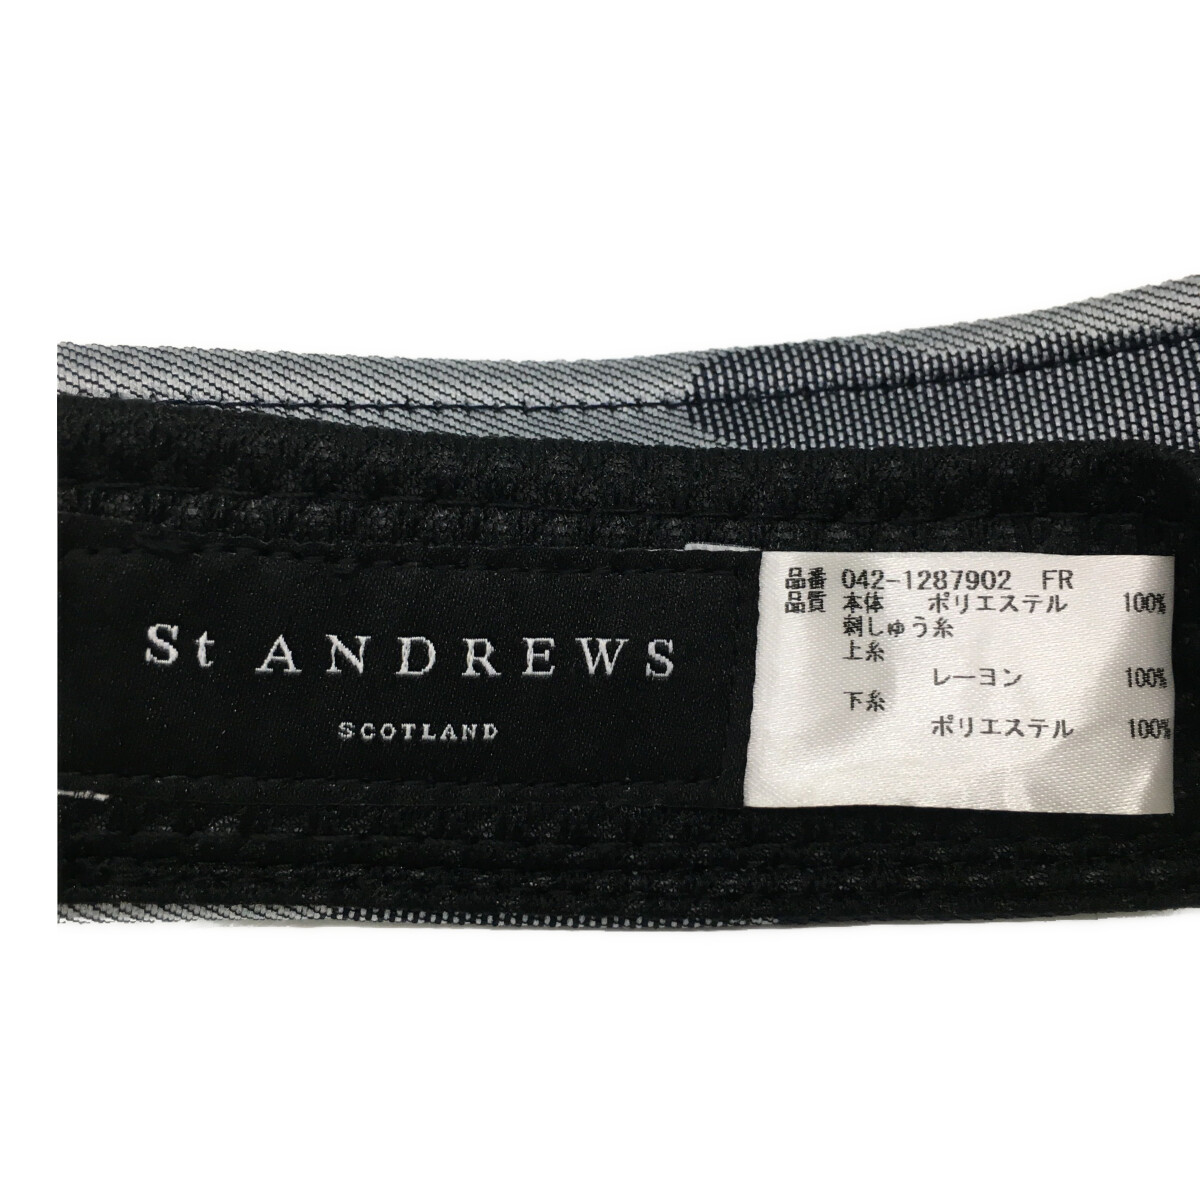 St ANDREWS
SCOTLAND
品番 042-1287902 FR
品質 本体 ポリエステル 100%
刺しゅう糸
上糸
レーヨン 100%
下糸
ポリエステル 100%